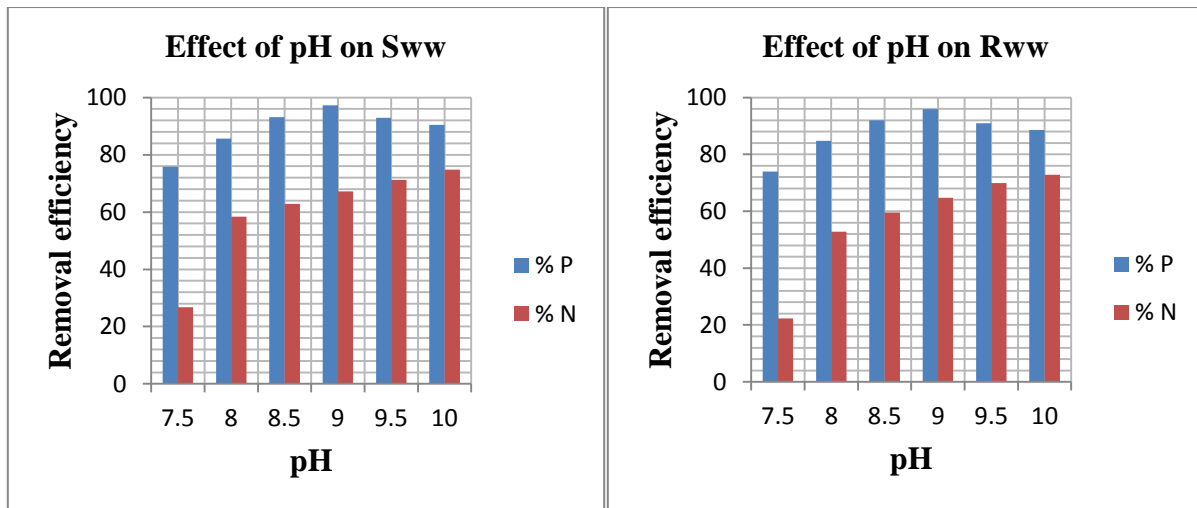 Effect of pH on Sww
Removal efficiency
100
80
60
40
20
0
7.5 8 8.5 9 9.5 10
pH
% P
% N
Effect of pH on Rww
Removal efficiency
100
80
60
40
20
0
7.5 8 8.5 9 9.5 10
pH
% P
% N